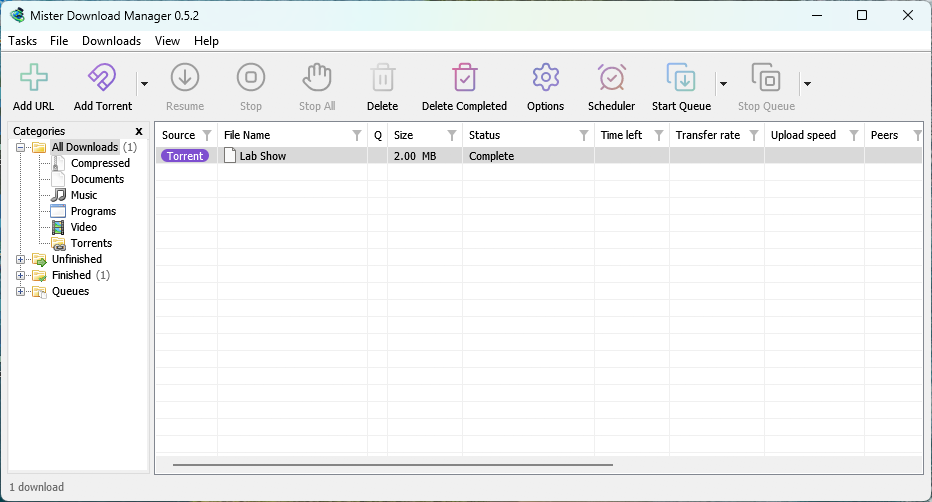 Mister Download Manager 0.5.2
Tasks File Downloads View Help
Add URL Add Torrent Resume Stop Stop All Delete Delete Completed Options Scheduler Start Queue Stop Queue
Categories X
Source File Name Q Size Status Time left Transfer rate Upload speed Peers
All Downloads (1)
Torrent Lab Show 2.00 MB Complete
Compressed
Documents
Music
Programs
Video
Torrents
Unfinished
Finished (1)
Queues
1 download